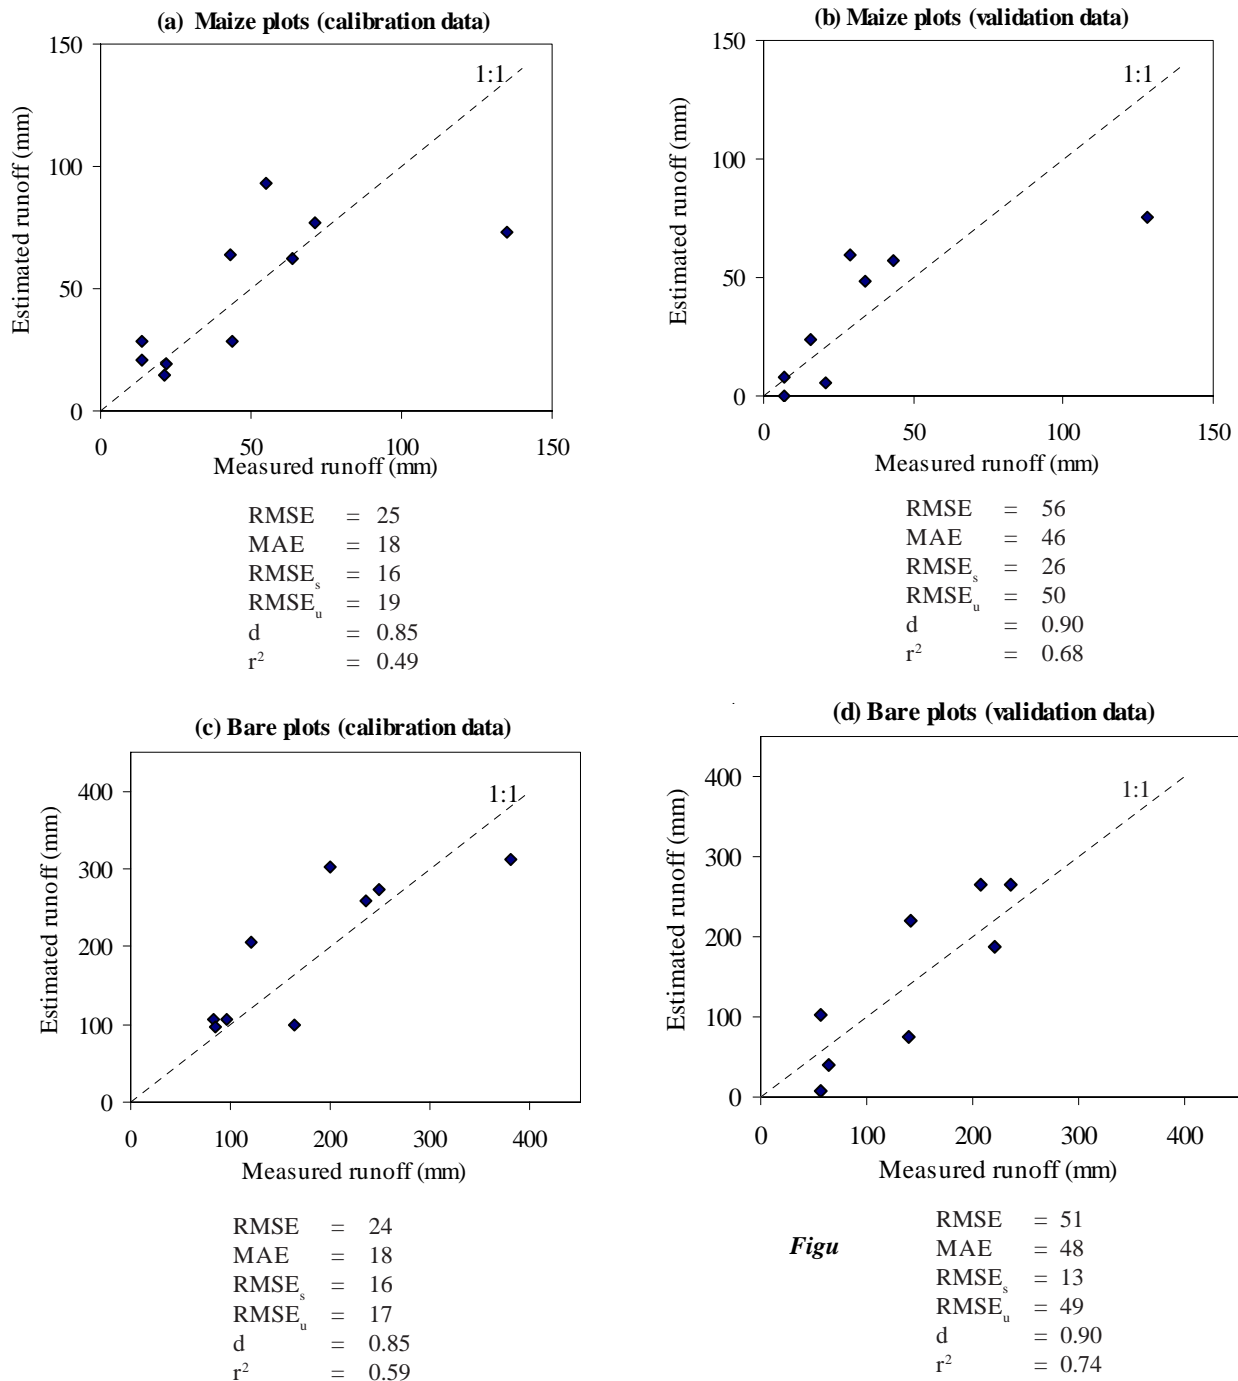 (a) Maize plots (calibration data)
150
100
50
0
Estimated runoff (mm)
1:1
0 50 100 150
Measured runoff (mm)
RMSE = 25
MAE = 18
RMSEs = 16
RMSEu = 19
d = 0.85
r² = 0.49
(b) Maize plots (validation data)
150
100
50
0
Estimated runoff (mm)
1:1
0 50 100 150
Measured runoff (mm)
RMSE = 56
MAE = 46
RMSEs = 26
RMSEu = 50
d = 0.90
r² = 0.68
(c) Bare plots (calibration data)
400
300
200
100
0
Estimated runoff (mm)
1:1
0 100 200 300 400
Measured runoff (mm)
RMSE = 24
MAE = 18
RMSEs = 16
RMSEu = 17
d = 0.85
r² = 0.59
(d) Bare plots (validation data)
400
300
200
100
0
Estimated runoff (mm)
1:1
0 100 200 300 400
Measured runoff (mm)
Figu
RMSE = 51
MAE = 48
RMSEs = 13
RMSEu = 49
d = 0.90
r² = 0.74